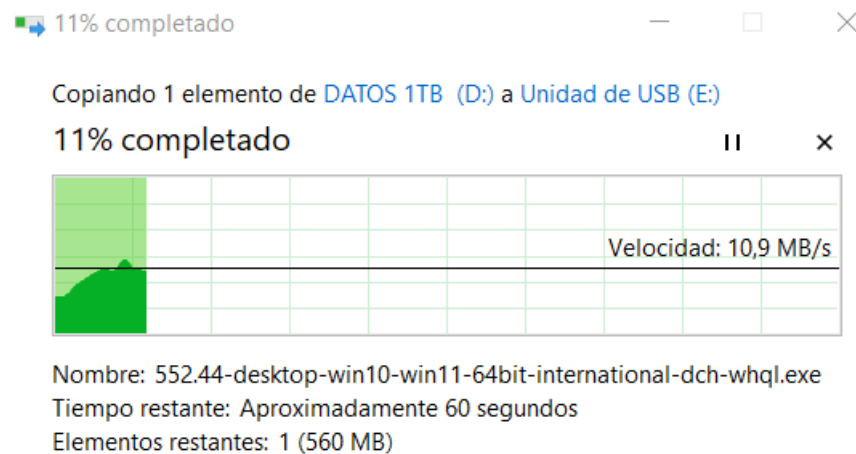 11% completado
Copiando 1 elemento de DATOS 1TB (D:) a Unidad de USB (E:)
11% completado
Velocidad: 10,9 MB/s
Nombre: 552.44-desktop-win10-win11-64bit-international-dch-whql.exe
Tiempo restante: Aproximadamente 60 segundos
Elementos restantes: 1 (560 MB)